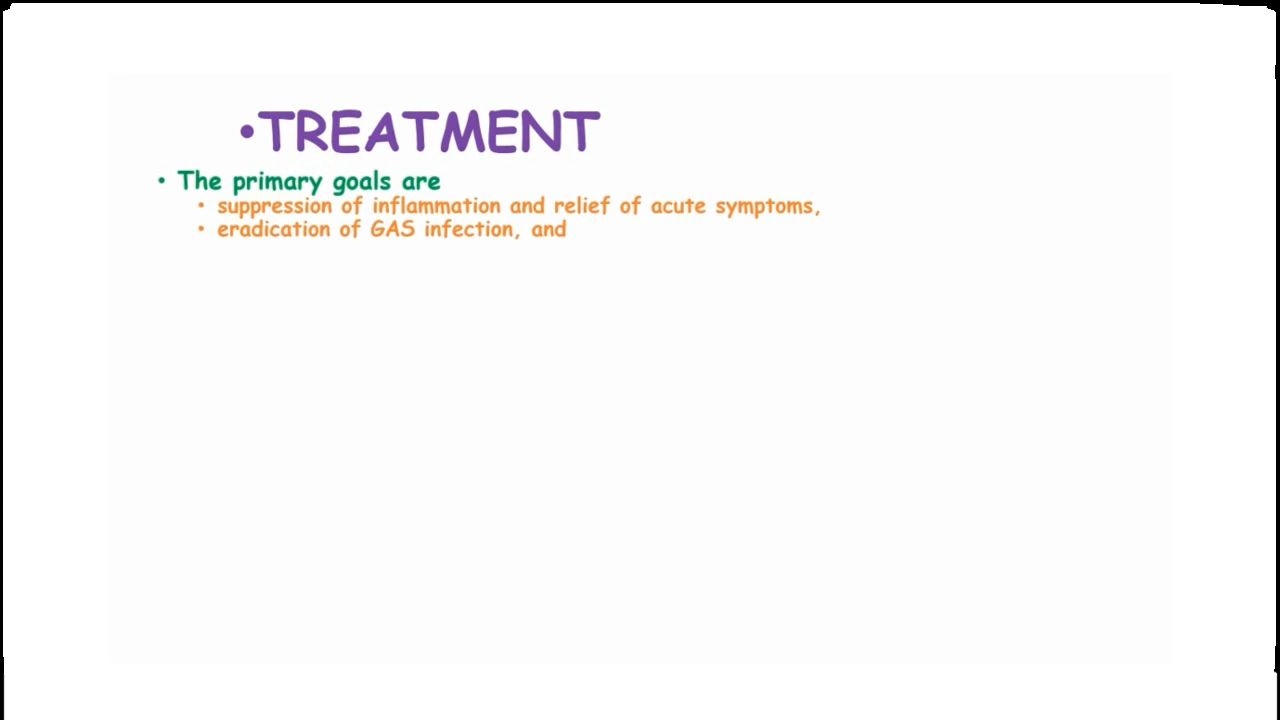 •TREATMENT
• The primary goals are
• suppression of inflammation and relief of acute symptoms,
• eradication of GAS infection, and